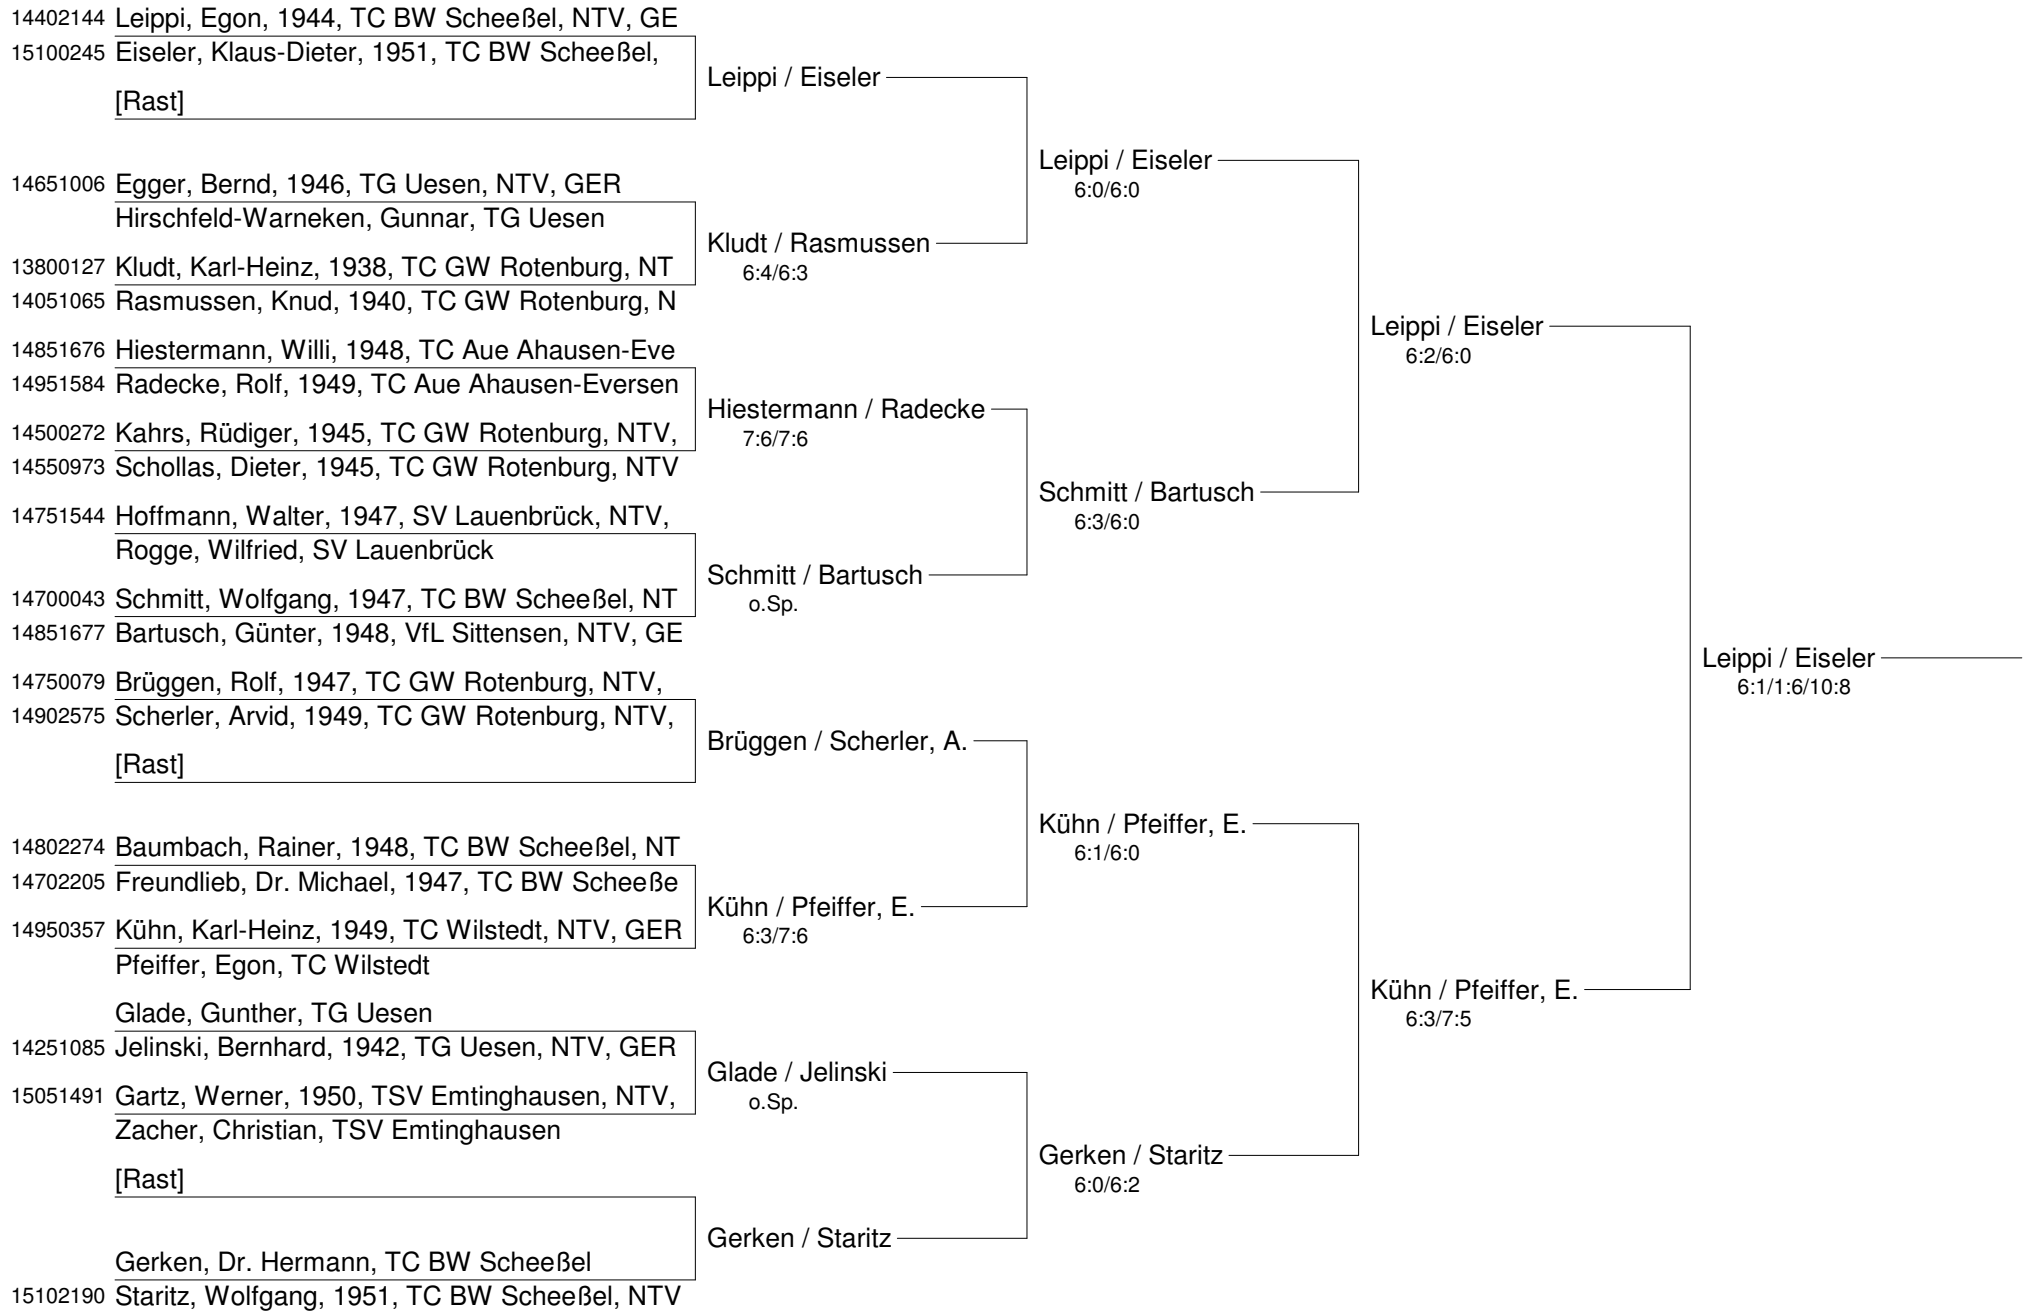 14402144 Leippi, Egon, 1944, TC BW Scheeßel, NTV, GE
15100245 Eiseler, Klaus-Dieter, 1951, TC BW Scheeßel,
Leippi / Eiseler
[Rast]
Leippi / Eiseler
6:0/6:0
14651006 Egger, Bernd, 1946, TG Uesen, NTV, GER
Hirschfeld-Warneken, Gunnar, TG Uesen
Kludt / Rasmussen
6:4/6:3
13800127 Kludt, Karl-Heinz, 1938, TC GW Rotenburg, NT
14051065 Rasmussen, Knud, 1940, TC GW Rotenburg, N
Leippi / Eiseler
6:2/6:0
14851676 Hiestermann, Willi, 1948, TC Aue Ahausen-Eve
14951584 Radecke, Rolf, 1949, TC Aue Ahausen-Eversen
Hiestermann / Radecke
7:6/7:6
14500272 Kahrs, Rüdiger, 1945, TC GW Rotenburg, NTV,
14550973 Schollas, Dieter, 1945, TC GW Rotenburg, NTV
Schmitt / Bartusch
6:3/6:0
14751544 Hoffmann, Walter, 1947, SV Lauenbrück, NTV,
Rogge, Wilfried, SV Lauenbrück
Schmitt / Bartusch
o.Sp.
14700043 Schmitt, Wolfgang, 1947, TC BW Scheeßel, NT
14851677 Bartusch, Günter, 1948, VfL Sittensen, NTV, GE
Leippi / Eiseler
6:1/1:6/10:8
14750079 Brüggen, Rolf, 1947, TC GW Rotenburg, NTV,
14902575 Scherler, Arvid, 1949, TC GW Rotenburg, NTV,
Brüggen / Scherler, A.
[Rast]
Kühn / Pfeiffer, E.
6:1/6:0
14802274 Baumbach, Rainer, 1948, TC BW Scheeßel, NT
14702205 Freundlieb, Dr. Michael, 1947, TC BW Scheeße
Kühn / Pfeiffer, E.
6:3/7:6
14950357 Kühn, Karl-Heinz, 1949, TC Wilstedt, NTV, GER
Pfeiffer, Egon, TC Wilstedt
Kühn / Pfeiffer, E.
6:3/7:5
Glade, Gunther, TG Uesen
14251085 Jelinski, Bernhard, 1942, TG Uesen, NTV, GER
Glade / Jelinski
o.Sp.
15051491 Gartz, Werner, 1950, TSV Emtinghausen, NTV,
Zacher, Christian, TSV Emtinghausen
Gerken / Staritz
6:0/6:2
[Rast]
Gerken / Staritz
Gerken, Dr. Hermann, TC BW Scheeßel
15102190 Staritz, Wolfgang, 1951, TC BW Scheeßel, NTV